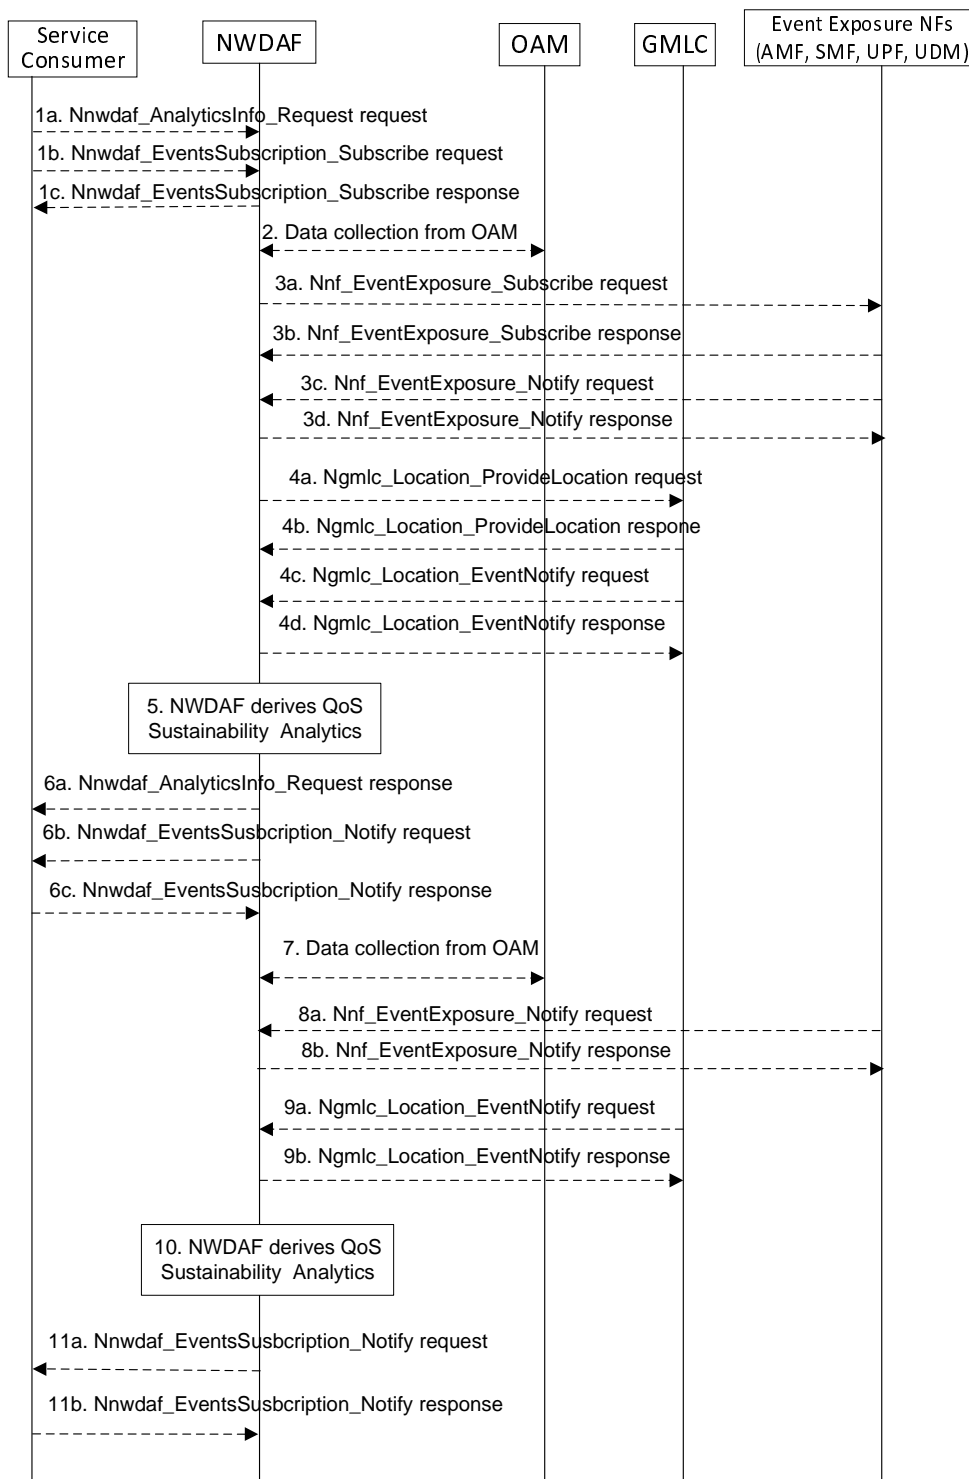 Service
Consumer
NWDAF
OAM
GMLC
Event Exposure NFs
(AMF, SMF, UPF, UDM)
1a. Nnwdaf_AnalyticsInfo_Request request
1b. Nnwdaf_EventsSubscription_Subscribe request
1c. Nnwdaf_EventsSubscription_Subscribe response
2. Data collection from OAM
3a. Nnf_EventExposure_Subscribe request
3b. Nnf_EventExposure_Subscribe response
3c. Nnf_EventExposure_Notify request
3d. Nnf_EventExposure_Notify response
4a. Ngmlc_Location_ProvideLocation request
4b. Ngmlc_Location_ProvideLocation respone
4c. Ngmlc_Location_EventNotify request
4d. Ngmlc_Location_EventNotify response
5. NWDAF derives QoS
Sustainability Analytics
6a. Nnwdaf_AnalyticsInfo_Request response
6b. Nnwdaf_EventsSusbcription_Notify request
6c. Nnwdaf_EventsSusbcription_Notify response
7. Data collection from OAM
8a. Nnf_EventExposure_Notify request
8b. Nnf_EventExposure_Notify response
9a. Ngmlc_Location_EventNotify request
9b. Ngmlc_Location_EventNotify response
10. NWDAF derives QoS
Sustainability Analytics
11a. Nnwdaf_EventsSusbcription_Notify request
11b. Nnwdaf_EventsSusbcription_Notify response